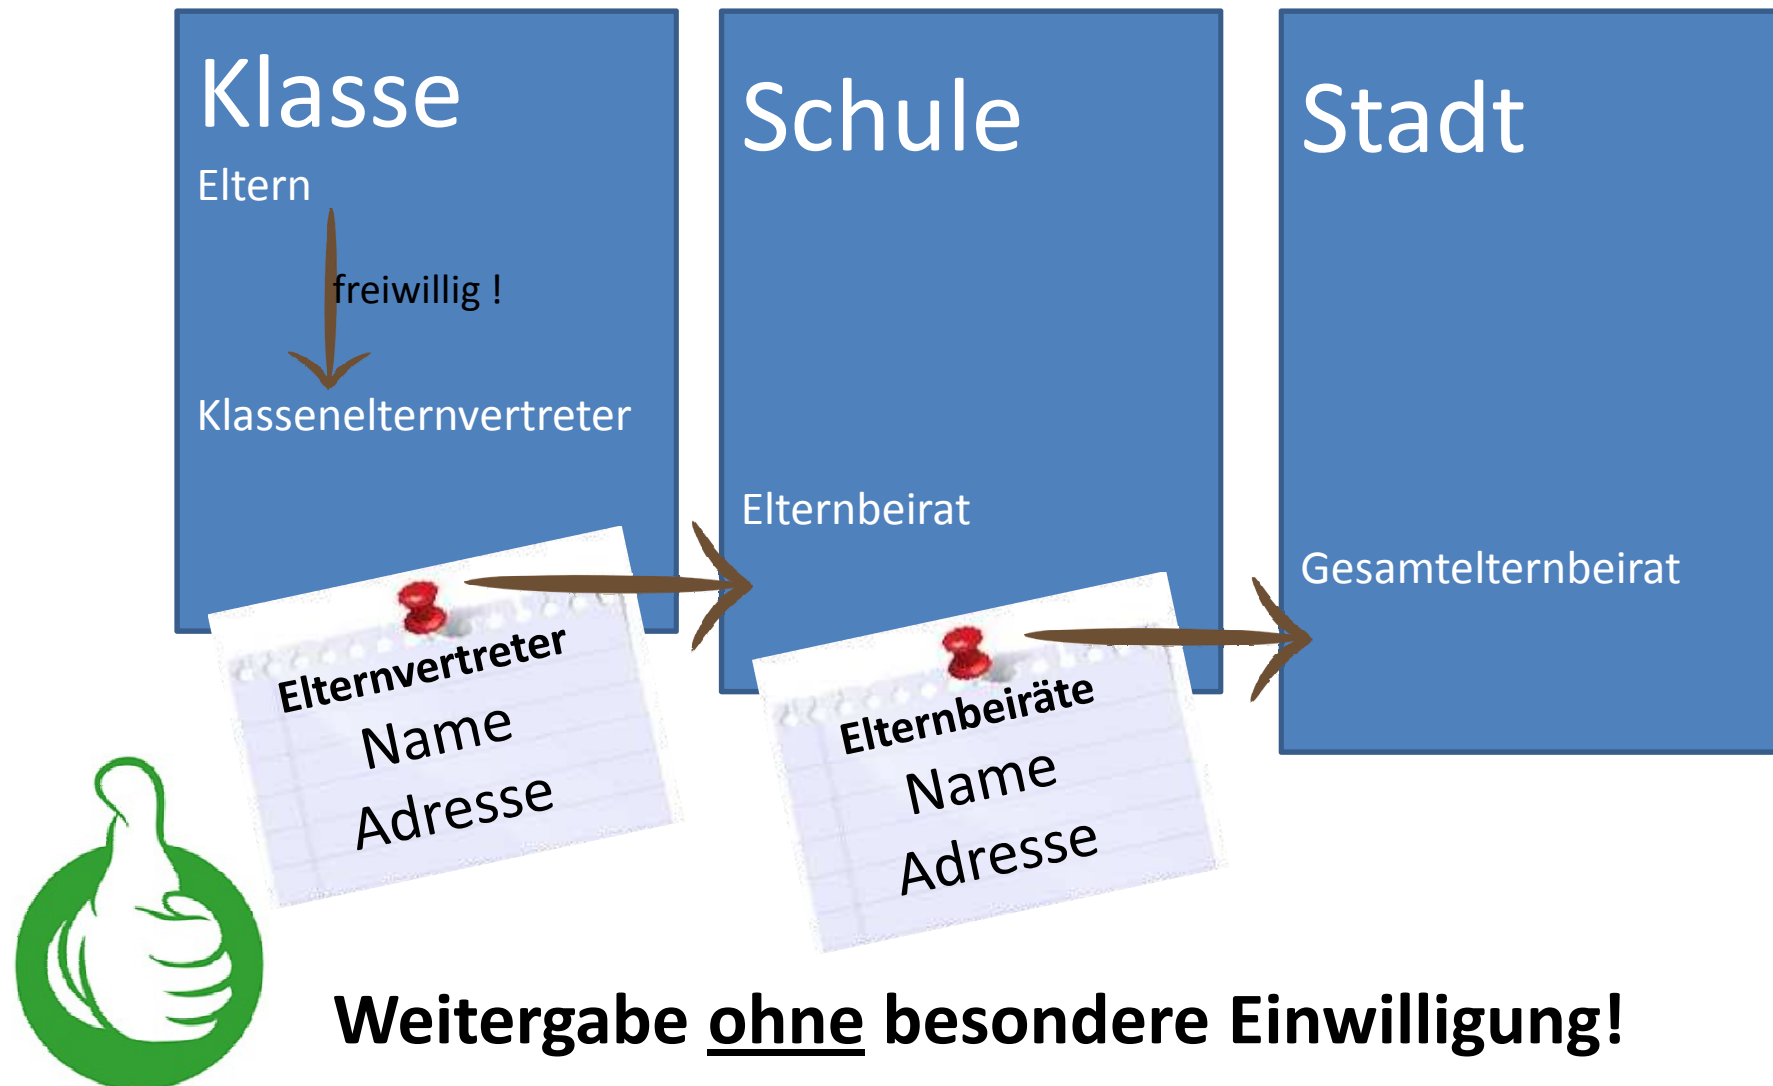 Klasse
Eltern
freiwillig !
Klassenelternvertreter
Elternvertreter
Name
Adresse
Schule
Elternbeirat
Elternbeiräte
Name
Adresse
Stadt
Gesamtelternbeirat
Weitergabe ohne besondere Einwilligung!